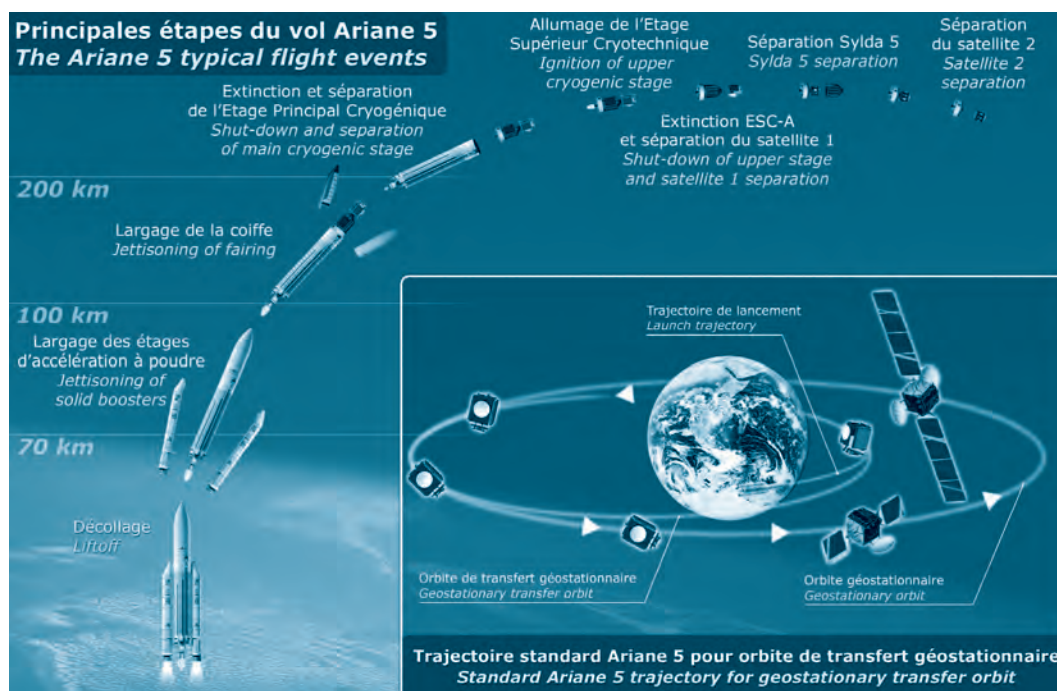 Principales étapes du vol Ariane 5
The Ariane 5 typical flight events
Allumage de l'Etage
Supérieur Cryotechnique
Ignition of upper
cryogenic stage
Séparation Sylda 5
Sylda 5 separation
Séparation
du satellite 2
Satellite 2
separation
Extinction et séparation
de l'Etage Principal Cryogénique
Shut-down and separation
of main cryogenic stage
Extinction ESC-A
et séparation du satellite 1
Shut-down of upper stage
and satellite 1 separation
200 km
Largage de la coiffe
Jettisoning of fairing
100 km
Largage des étages
d'accélération à poudre
Jettisoning of
solid boosters
70 km
Décollage
Liftoff
Trajectoire de lancement
Launch trajectory
Orbite de transfert géostationnaire
Geostationary transfer orbit
Orbite géostationnaire
Geostationary orbit
Trajectoire standard Ariane 5 pour orbite de transfert géostationnaire
Standard Ariane 5 trajectory for geostationary transfer orbit